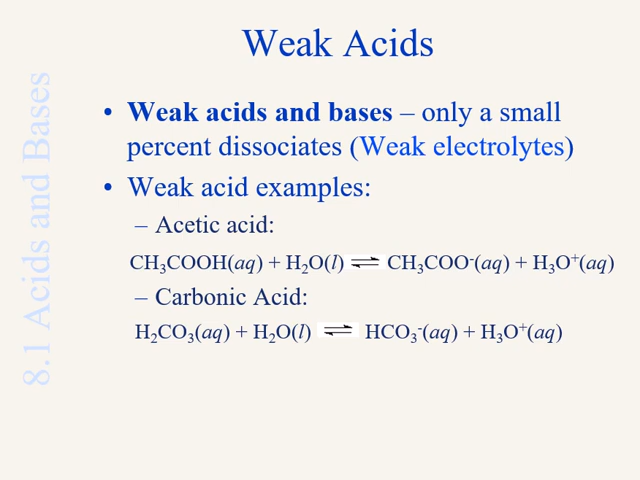 Weak Acids
8.1 Acids and Bases
• Weak acids and bases – only a small
percent dissociates (Weak electrolytes)
• Weak acid examples:
– Acetic acid:
CH₃COOH(aq) + H₂O(l) ⇌ CH₃COO⁻(aq) + H₃O⁺(aq)
– Carbonic Acid:
H₂CO₃(aq) + H₂O(l) ⇌ HCO₃⁻(aq) + H₃O⁺(aq)